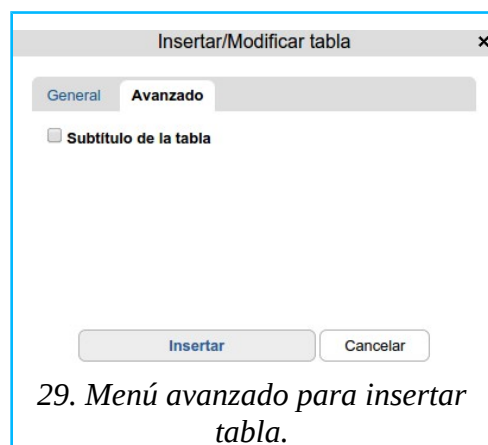 Insertar/Modificar tabla ×
General Avanzado
Subtítulo de la tabla
Insertar Cancelar
29. Menú avanzado para insertar
tabla.